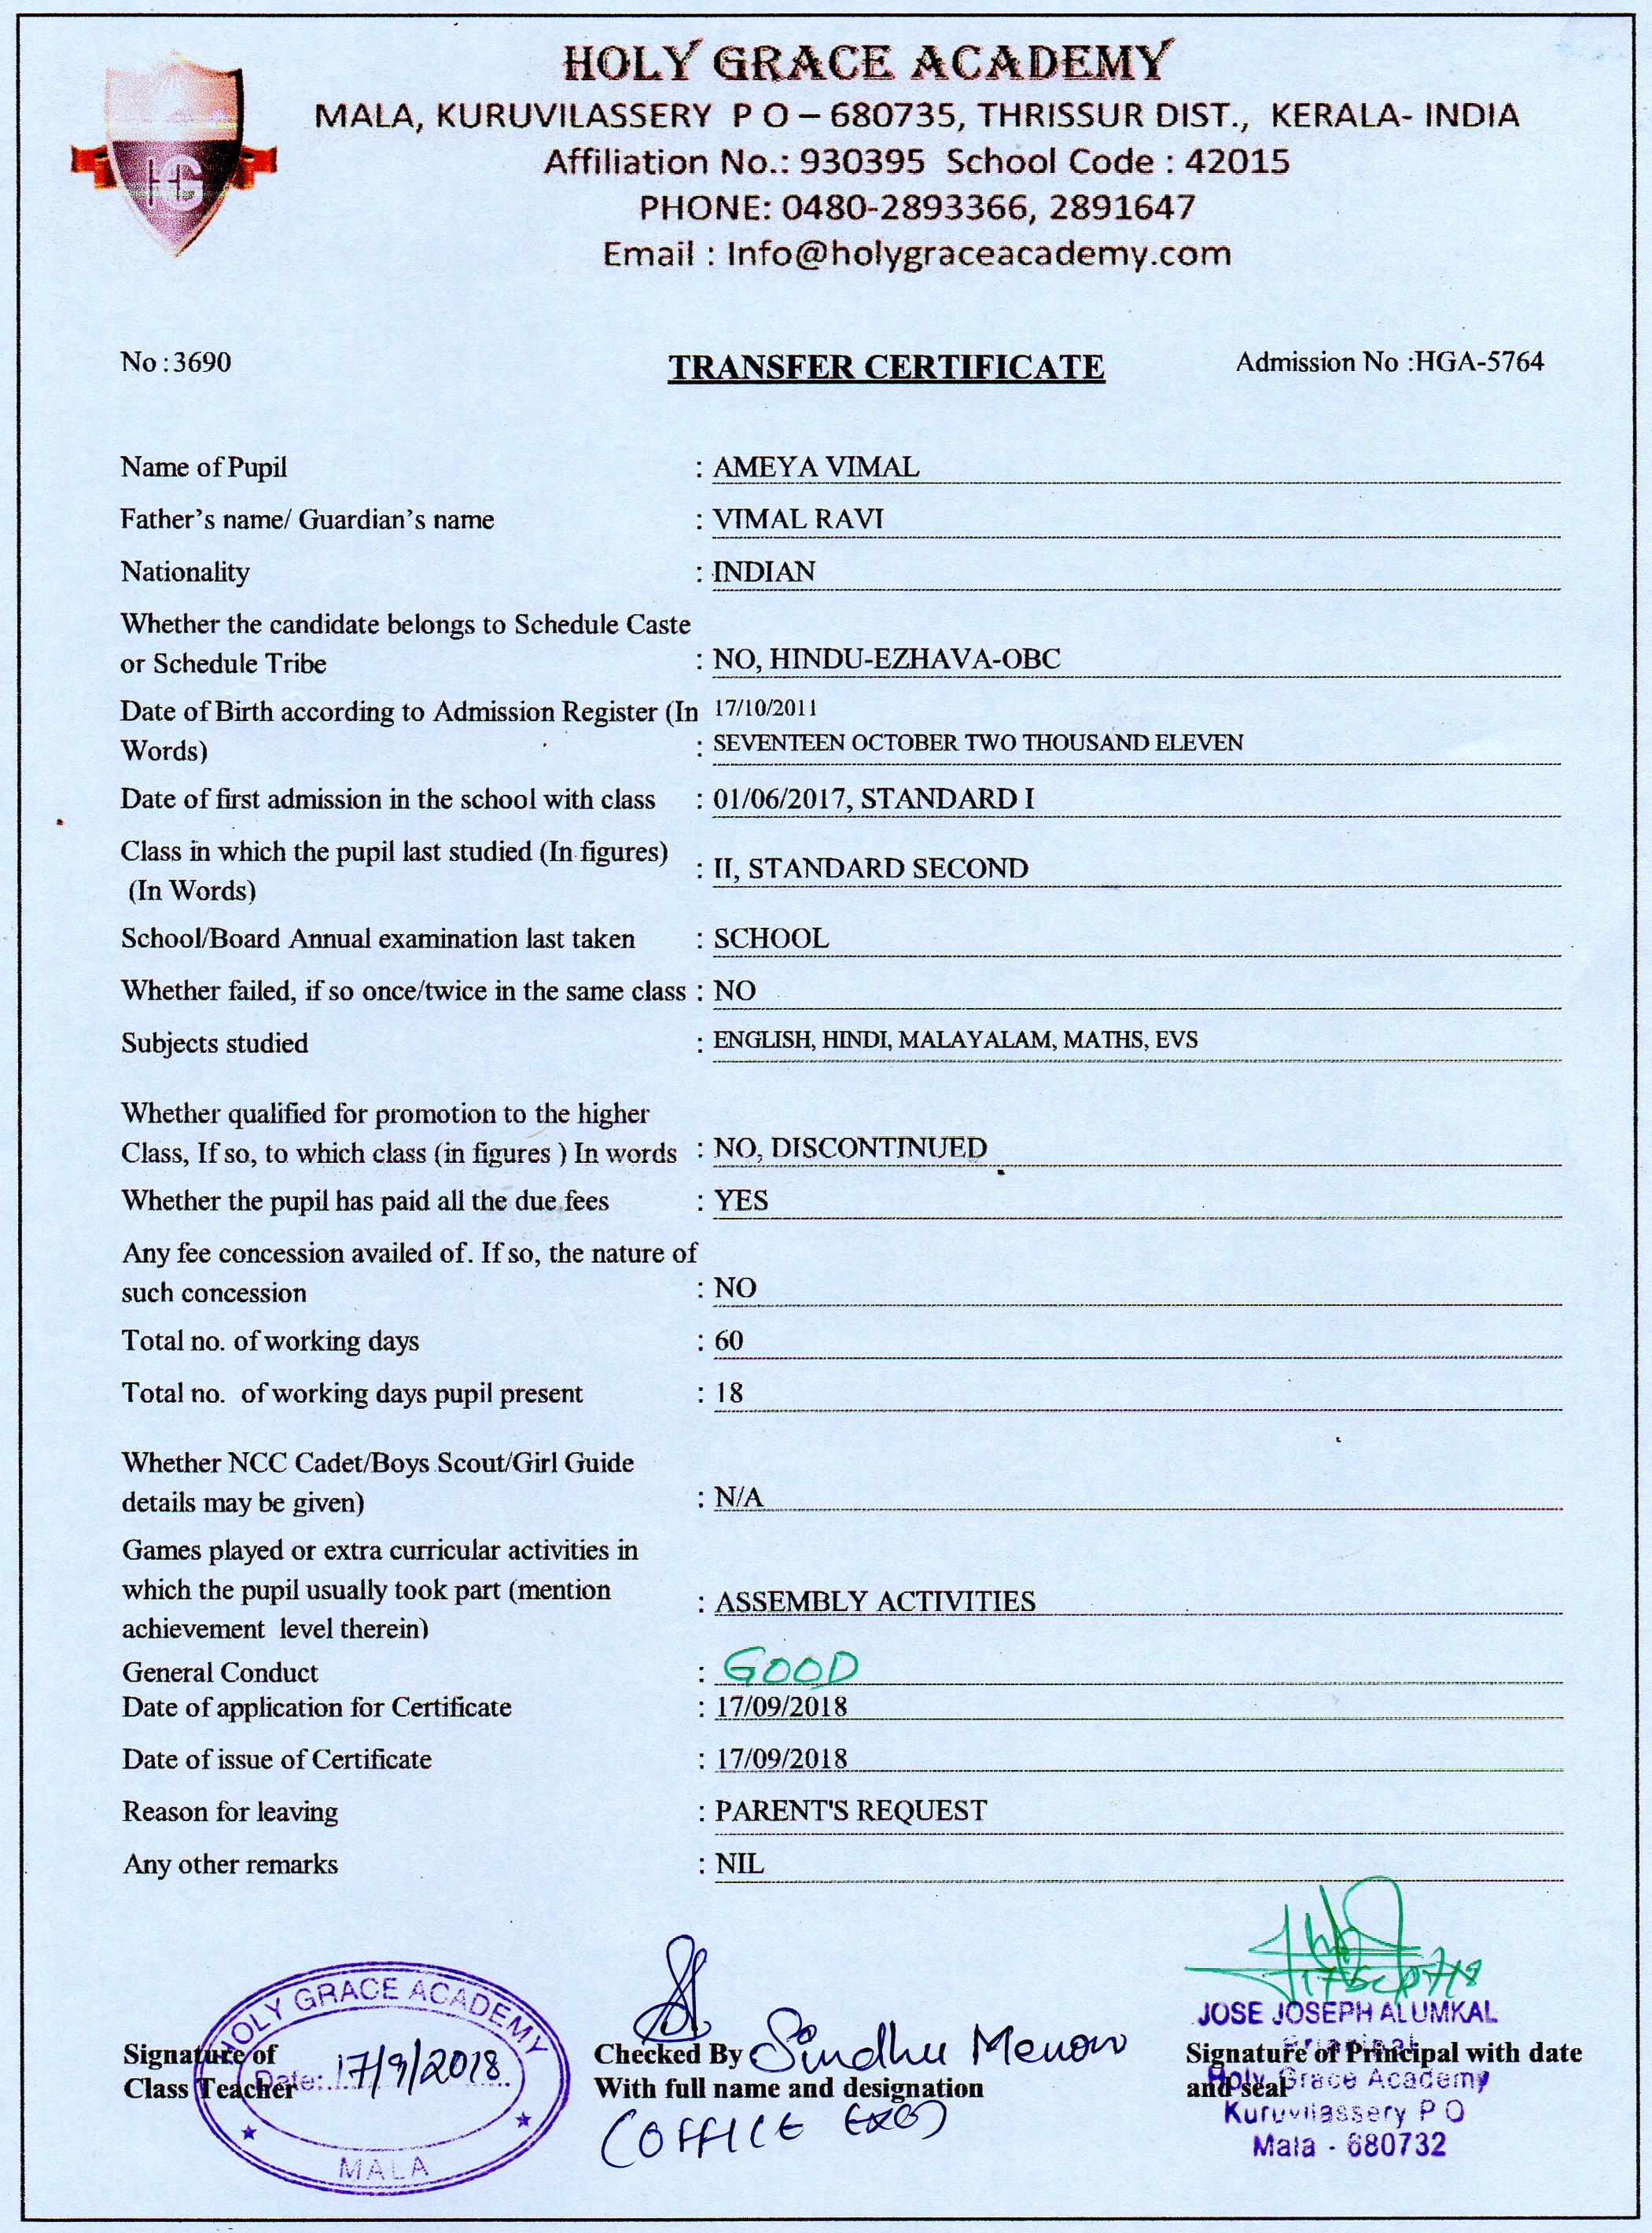 HG
HOLY GRACE ACADEMY
MALA, KURUVILASSERY P O – 680735, THRISSUR DIST., KERALA- INDIA
Affiliation No.: 930395 School Code : 42015
PHONE: 0480-2893366, 2891647
Email : Info@holygraceacademy.com
No :3690 TRANSFER CERTIFICATE Admission No :HGA-5764
Name of Pupil : AMEYA VIMAL
Father's name/ Guardian's name : VIMAL RAVI
Nationality : INDIAN
Whether the candidate belongs to Schedule Caste
or Schedule Tribe : NO, HINDU-EZHAVA-OBC
Date of Birth according to Admission Register (In 17/10/2011
Words) : SEVENTEEN OCTOBER TWO THOUSAND ELEVEN
Date of first admission in the school with class : 01/06/2017, STANDARD I
Class in which the pupil last studied (In figures)
(In Words) : II, STANDARD SECOND
School/Board Annual examination last taken : SCHOOL
Whether failed, if so once/twice in the same class : NO
Subjects studied : ENGLISH, HINDI, MALAYALAM, MATHS, EVS
Whether qualified for promotion to the higher
Class, If so, to which class (in figures ) In words : NO, DISCONTINUED
Whether the pupil has paid all the due fees : YES
Any fee concession availed of. If so, the nature of
such concession : NO
Total no. of working days : 60
Total no. of working days pupil present : 18
Whether NCC Cadet/Boys Scout/Girl Guide
details may be given) : N/A
Games played or extra curricular activities in
which the pupil usually took part (mention
achievement level therein) : ASSEMBLY ACTIVITIES
General Conduct : GOOD
Date of application for Certificate : 17/09/2018
Date of issue of Certificate : 17/09/2018
Reason for leaving : PARENT'S REQUEST
Any other remarks : NIL
HOLY GRACE ACADEMY
Date: 17/9/2018
MALA
Signature of
Class Teacher
Checked By Sindhu Menon
With full name and designation
(OFFICE
17 Sep
JOSE JOSEPH ALUMKAL
Principal
Signature of Principal with date
and seal
Holy Grace Academy
Kuruvilassery P O
Mala - 680732